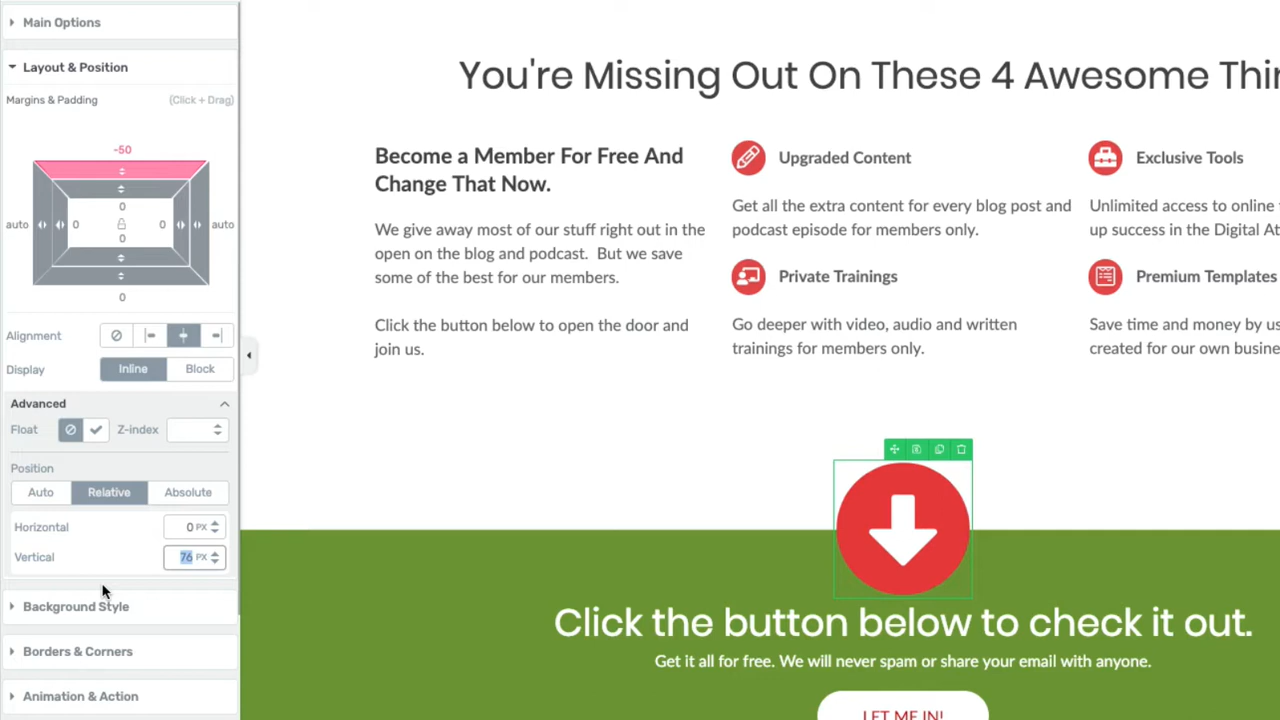 Main Options
Layout & Position
Margins & Padding (Click + Drag)
-50
0
auto 0 0 auto
0
0
Alignment
Display Inline Block
Advanced
Float Z-index
Position
Auto Relative Absolute
Horizontal 0 PX
Vertical 76 PX
Background Style
Borders & Corners
Animation & Action
You're Missing Out On These 4 Awesome Thin
Become a Member For Free And
Change That Now.
We give away most of our stuff right out in the
open on the blog and podcast. But we save
some of the best for our members.
Click the button below to open the door and
join us.
Upgraded Content
Get all the extra content for every blog post and
podcast episode for members only.
Private Trainings
Go deeper with video, audio and written
trainings for members only.
Exclusive Tools
Unlimited access to online
up success in the Digital At
Premium Templates
Save time and money by us
created for our own busine
Click the button below to check it out.
Get it all for free. We will never spam or share your email with anyone.
LET ME IN!